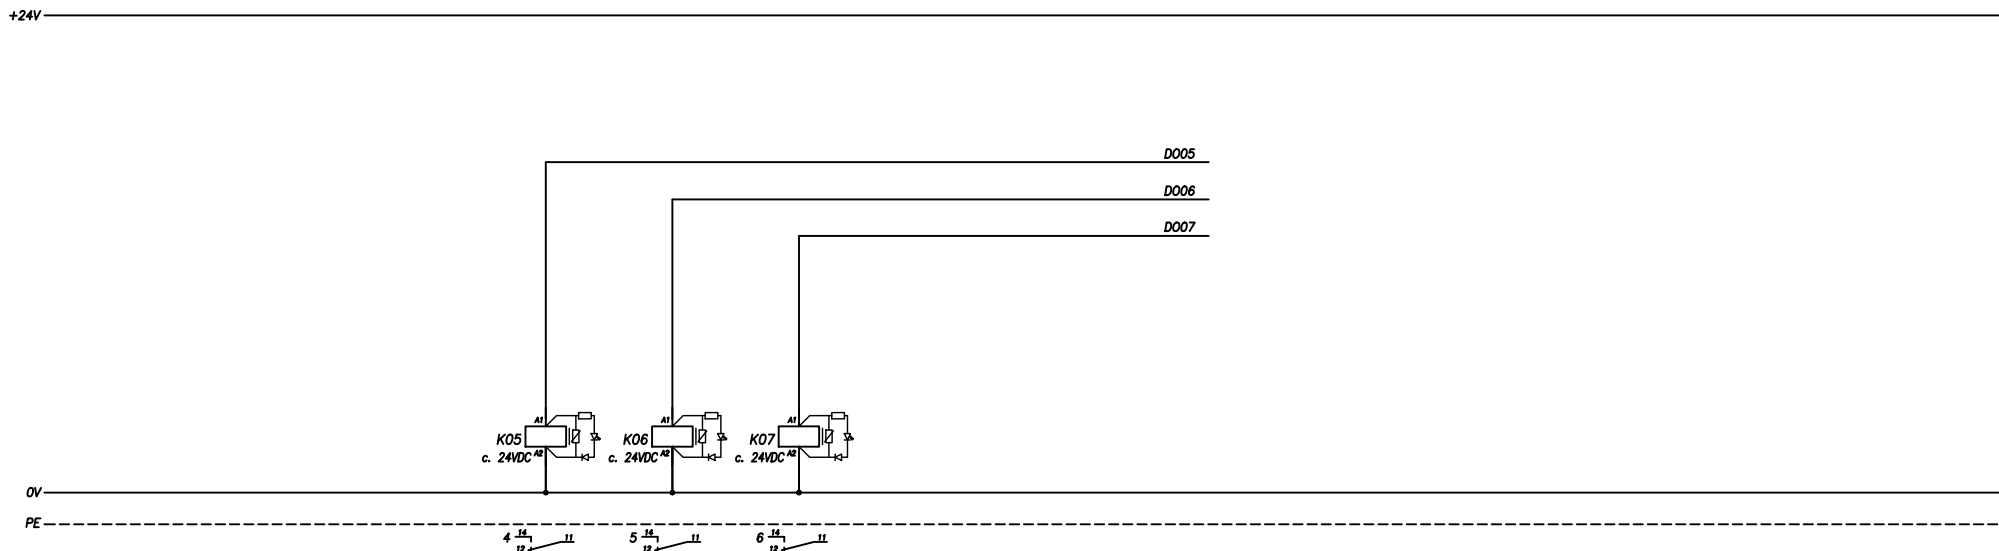 +24V
DO05
DO06
DO07
A1 A1 A1
K05 K06 K07
c. 24VDC A2 c. 24VDC A2 c. 24VDC A2
0V
PE
4 14 11 5 14 11 6 14 11
12 12 12